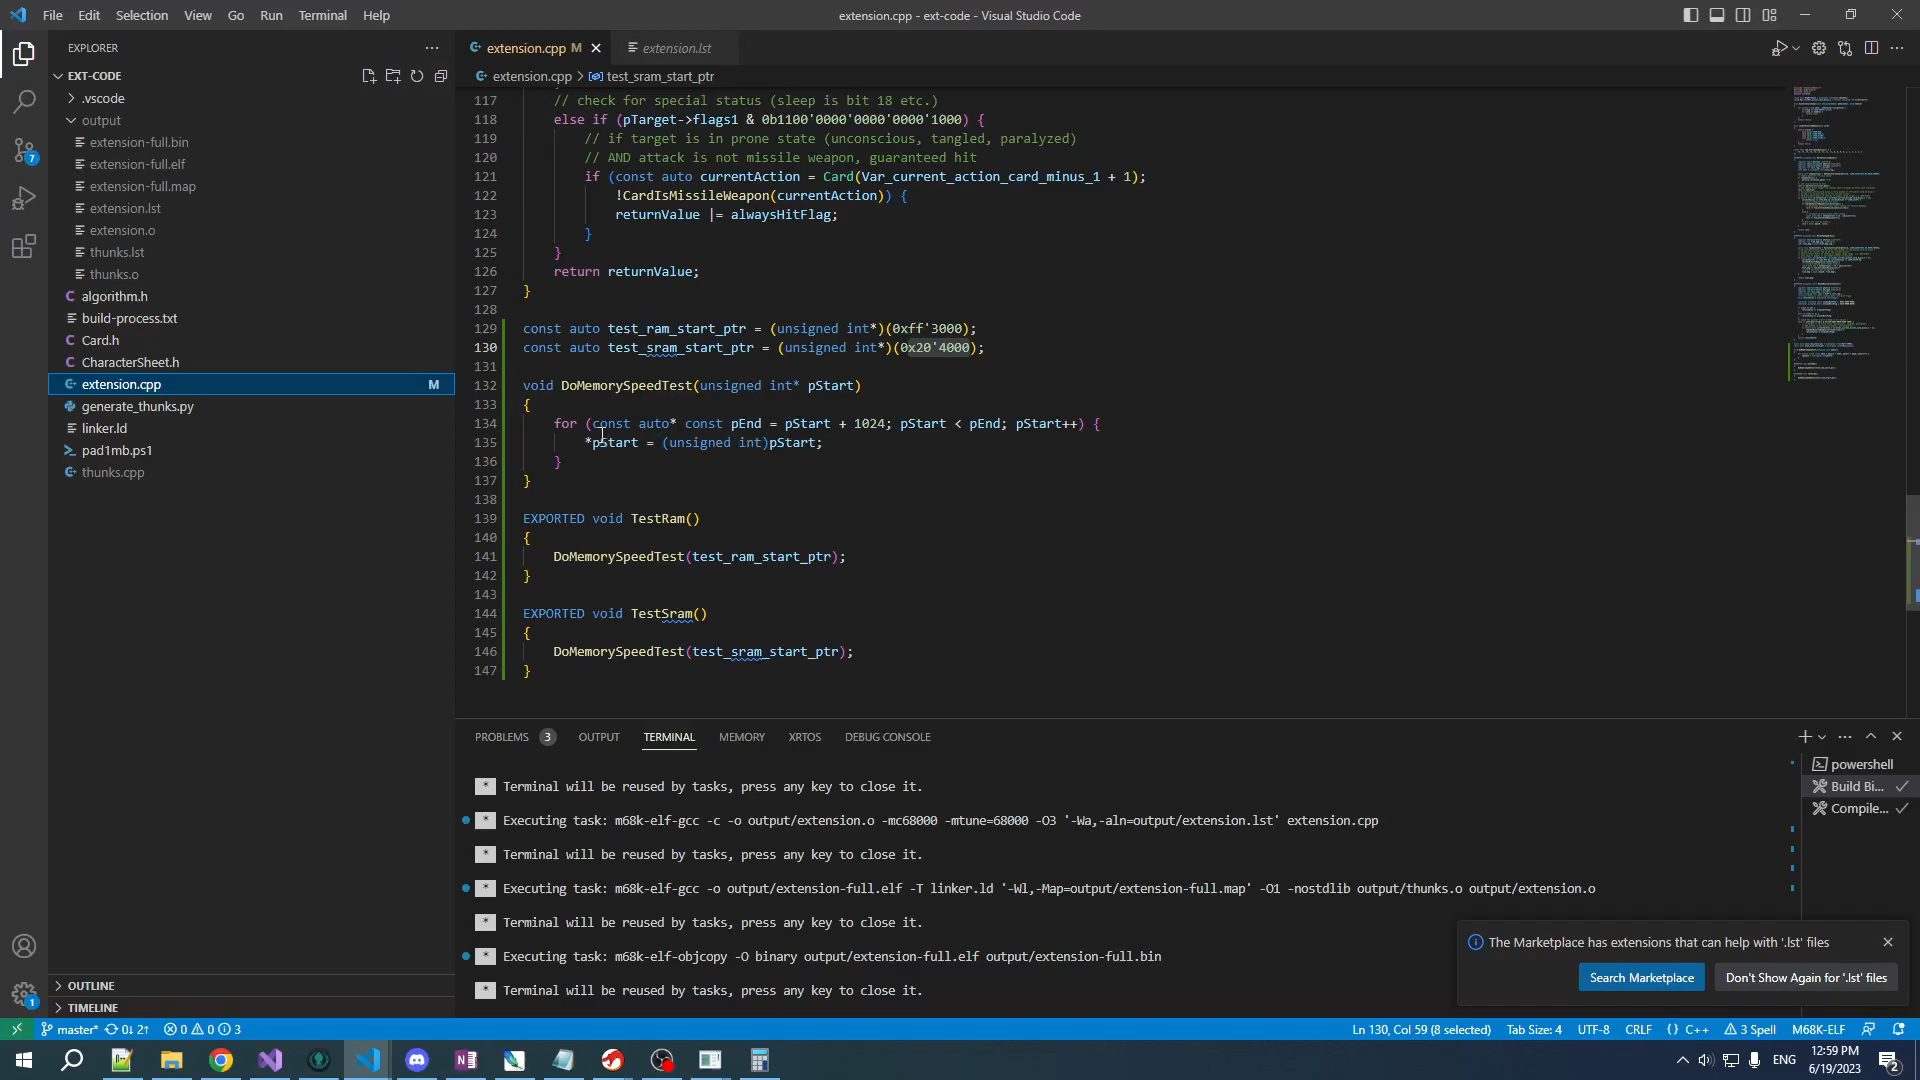 File Edit Selection View Go Run Terminal Help
extension.cpp - ext-code - Visual Studio Code
EXPLORER
EXT-CODE
.vscode
output
extension-full.bin
extension-full.elf
extension-full.map
extension.lst
extension.o
thunks.lst
thunks.o
algorithm.h
build-process.txt
Card.h
CharacterSheet.h
extension.cpp M
generate_thunks.py
linker.ld
pad1mb.ps1
thunks.cpp
OUTLINE
TIMELINE
7
1
extension.cpp M
extension.lst
extension.cpp > test_sram_start_ptr
117 // check for special status (sleep is bit 18 etc.)
118 else if (pTarget->flags1 & 0b1100'0000'0000'0000'1000) {
119 // if target is in prone state (unconscious, tangled, paralyzed)
120 // AND attack is not missile weapon, guaranteed hit
121 if (const auto currentAction = Card(Var_current_action_card_minus_1 + 1);
122 !CardIsMissileWeapon(currentAction)) {
123 returnValue |= alwaysHitFlag;
124 }
125 }
126 return returnValue;
127 }
128
129 const auto test_ram_start_ptr = (unsigned int*)(0xff'3000);
130 const auto test_sram_start_ptr = (unsigned int*)(0x20'4000);
131
132 void DoMemorySpeedTest(unsigned int* pStart)
133 {
134 for (const auto* const pEnd = pStart + 1024; pStart < pEnd; pStart++) {
135 *pStart = (unsigned int)pStart;
136 }
137 }
138
139 EXPORTED void TestRam()
140 {
141 DoMemorySpeedTest(test_ram_start_ptr);
142 }
143
144 EXPORTED void TestSram()
145 {
146 DoMemorySpeedTest(test_sram_start_ptr);
147 }
PROBLEMS 3 OUTPUT TERMINAL MEMORY XRTOS DEBUG CONSOLE
* Terminal will be reused by tasks, press any key to close it.
* Executing task: m68k-elf-gcc -c -o output/extension.o -mc68000 -mtune=68000 -O3 '-Wa,-aln=output/extension.lst' extension.cpp
* Terminal will be reused by tasks, press any key to close it.
* Executing task: m68k-elf-gcc -o output/extension-full.elf -T linker.ld '-Wl,-Map=output/extension-full.map' -O1 -nostdlib output/thunks.o output/extension.o
* Terminal will be reused by tasks, press any key to close it.
* Executing task: m68k-elf-objcopy -O binary output/extension-full.elf output/extension-full.bin
* Terminal will be reused by tasks, press any key to close it.
powershell
Build Bi...
Compile...
The Marketplace has extensions that can help with '.lst' files
Search Marketplace
Don't Show Again for '.lst' files
master* 0↓ 2↑ 0 0 3
Ln 130, Col 59 (8 selected) Tab Size: 4 UTF-8 CRLF {} C++ 3 Spell M68K-ELF
ENG
12:59 PM
6/19/2023
2